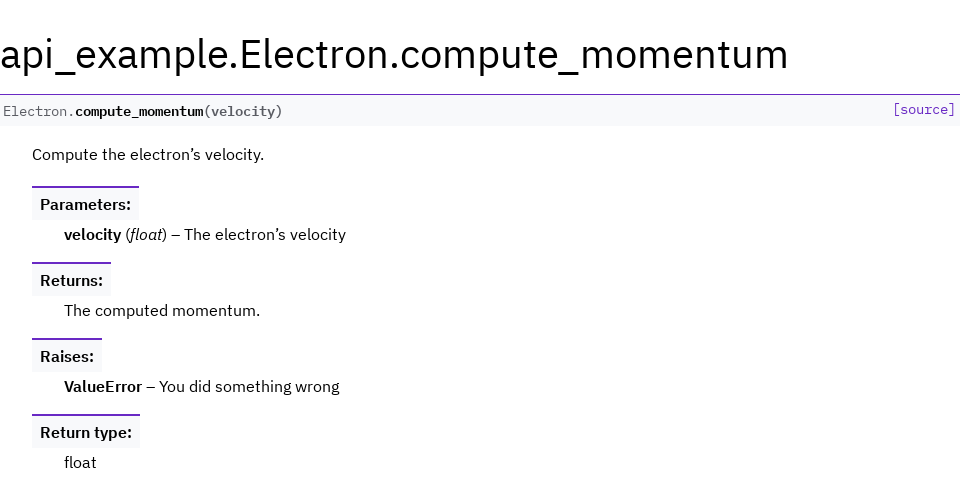 api_example.Electron.compute_momentum
Electron.compute_momentum(velocity) [source]
Compute the electron’s velocity.
Parameters:
velocity (float) – The electron’s velocity
Returns:
The computed momentum.
Raises:
ValueError – You did something wrong
Return type:
float